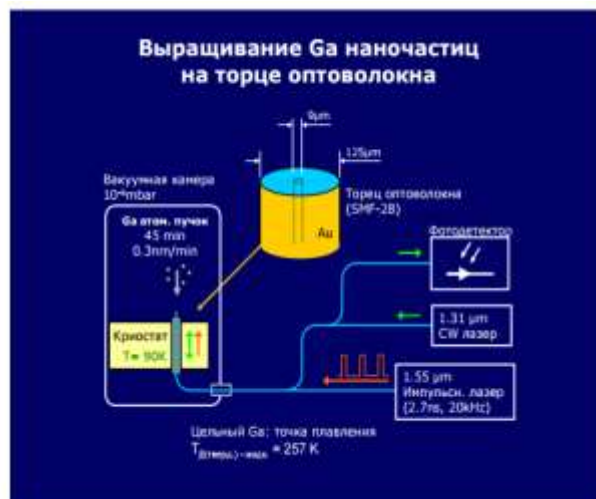 Выращивание Ga наночастиц
на торце оптоволокна
9μm
125μm
Вакуумная камера
10⁻⁶mbar
Торец оптоволокна
(SMF-28)
Ga атом. пучок
45 min
0.3nm/min
Au
Фотодетектор
Криостат
T= 90K
1.31 μm
CW лазер
1.55 μm
Импульсн. лазер
(2.7ns, 20kHz)
Цельный Ga: точка плавления
= 257 K